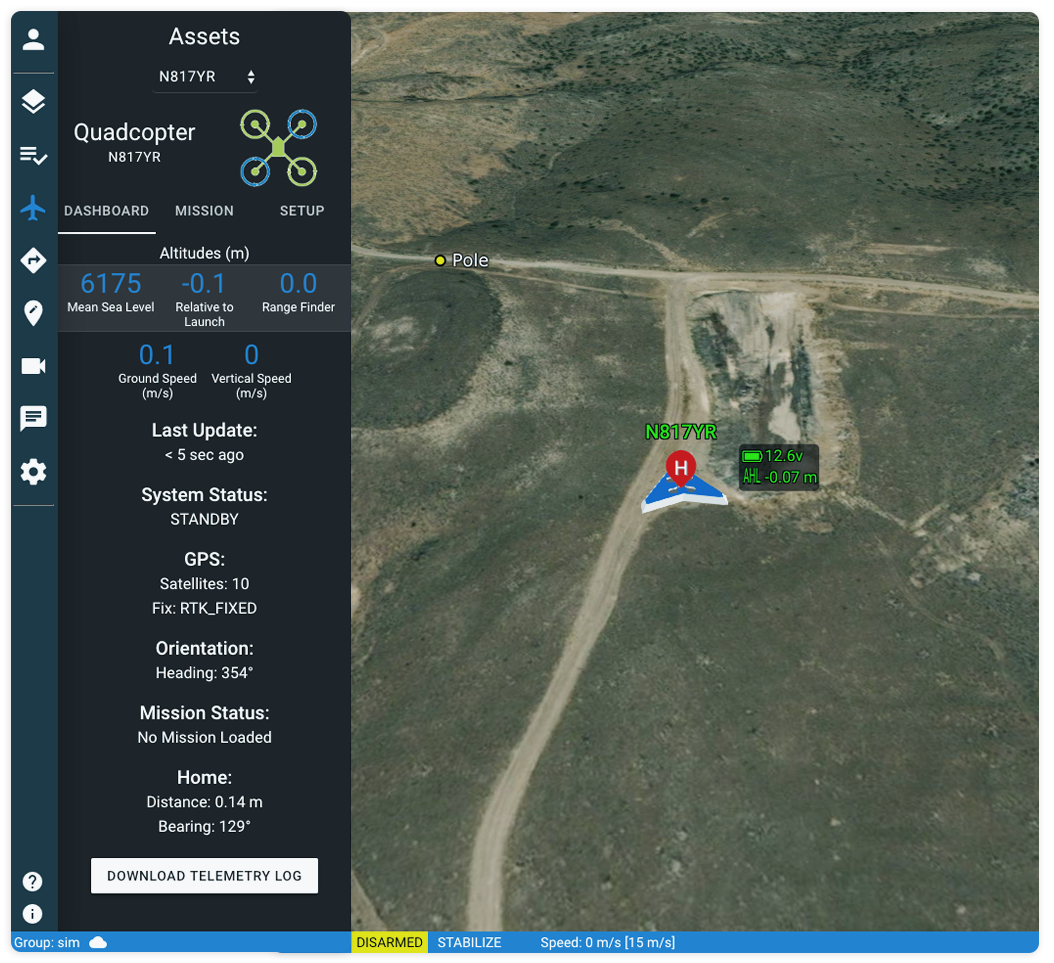 Assets
N817YR
Quadcopter
N817YR
DASHBOARD MISSION SETUP
Altitudes (m)
6175 -0.1 0.0
Mean Sea Level Relative to Launch Range Finder
0.1 0
Ground Speed (m/s) Vertical Speed (m/s)
Last Update:
< 5 sec ago
System Status:
STANDBY
GPS:
Satellites: 10
Fix: RTK_FIXED
Orientation:
Heading: 354°
Mission Status:
No Mission Loaded
Home:
Distance: 0.14 m
Bearing: 129°
DOWNLOAD TELEMETRY LOG
Pole
N817YR
H
12.6v
AHL -0.07 m
Group: sim
DISARMED STABILIZE Speed: 0 m/s [15 m/s]